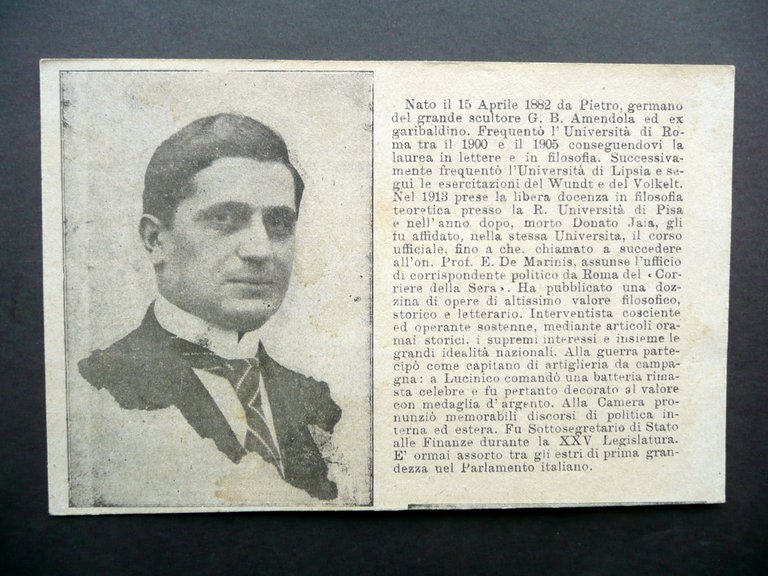 Nato il 15 Aprile 1882 da Pietro, germano
del grande scultore G. B. Amendola ed ex
garibaldino. Frequentò l'Università di Ro-
ma tra il 1900 e il 1905 conseguendovi la
laurea in lettere e in filosofia. Successiva-
mente frequentò l'Università di Lipsia e se-
guì le esercitazioni del Wundt e del Volkelt.
Nel 1913 prese la libera docenza in filosofia
teoretica presso la R. Università di Pisa
e nell'anno dopo, morto Donato Jaia, gli
fu affidato, nella stessa Universita, il corso
ufficiale, fino a che, chiamato a succedere
all'on. Prof. E. De Marinis, assunse l'ufficio
di corrispondente politico da Roma del «Cor-
riere della Sera». Ha pubblicato una doz-
zina di opere di altissimo valore filosofico,
storico e letterario. Interventista cosciente
ed operante sostenne, mediante articoli ora-
mai storici, i supremi interessi e insieme le
grandi idealità nazionali. Alla guerra parte-
cipò come capitano di artiglieria da campa-
gna: a Lucinico comandò una batteria rima-
sta celebre e fu pertanto decorato al valore
con medaglia d'argento. Alla Camera pro-
nunziò memorabili discorsi di politica in-
terna ed estera. Fu Sottosegretario di Stato
alle Finanze durante la XXV Legislatura.
E' ormai assorto tra gli estri di prima gran-
dezza nel Parlamento italiano.